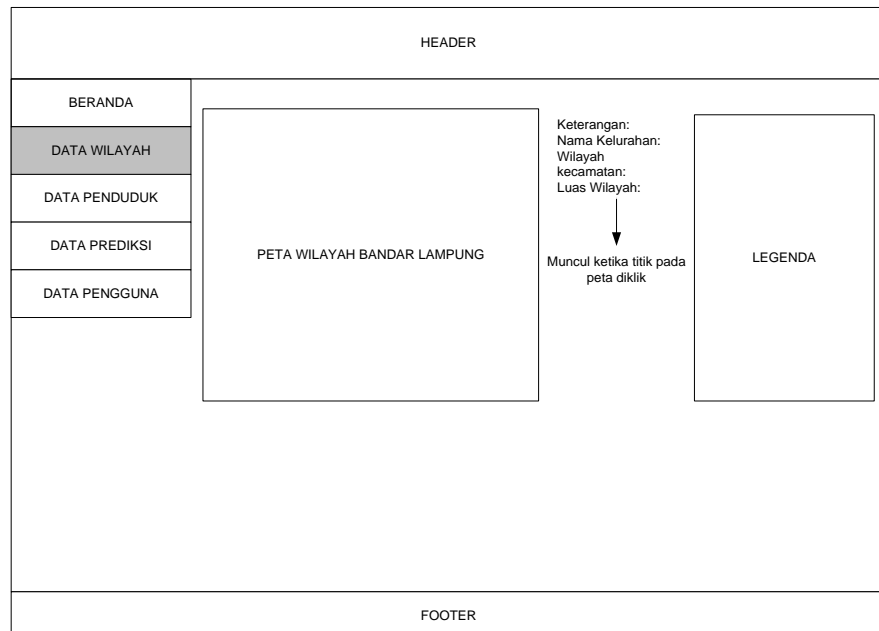 HEADER
BERANDA
DATA WILAYAH
DATA PENDUDUK
DATA PREDIKSI
DATA PENGGUNA
PETA WILAYAH BANDAR LAMPUNG
Keterangan:
Nama Kelurahan:
Wilayah
kecamatan:
Luas Wilayah:
Muncul ketika titik pada
peta diklik
LEGENDA
FOOTER